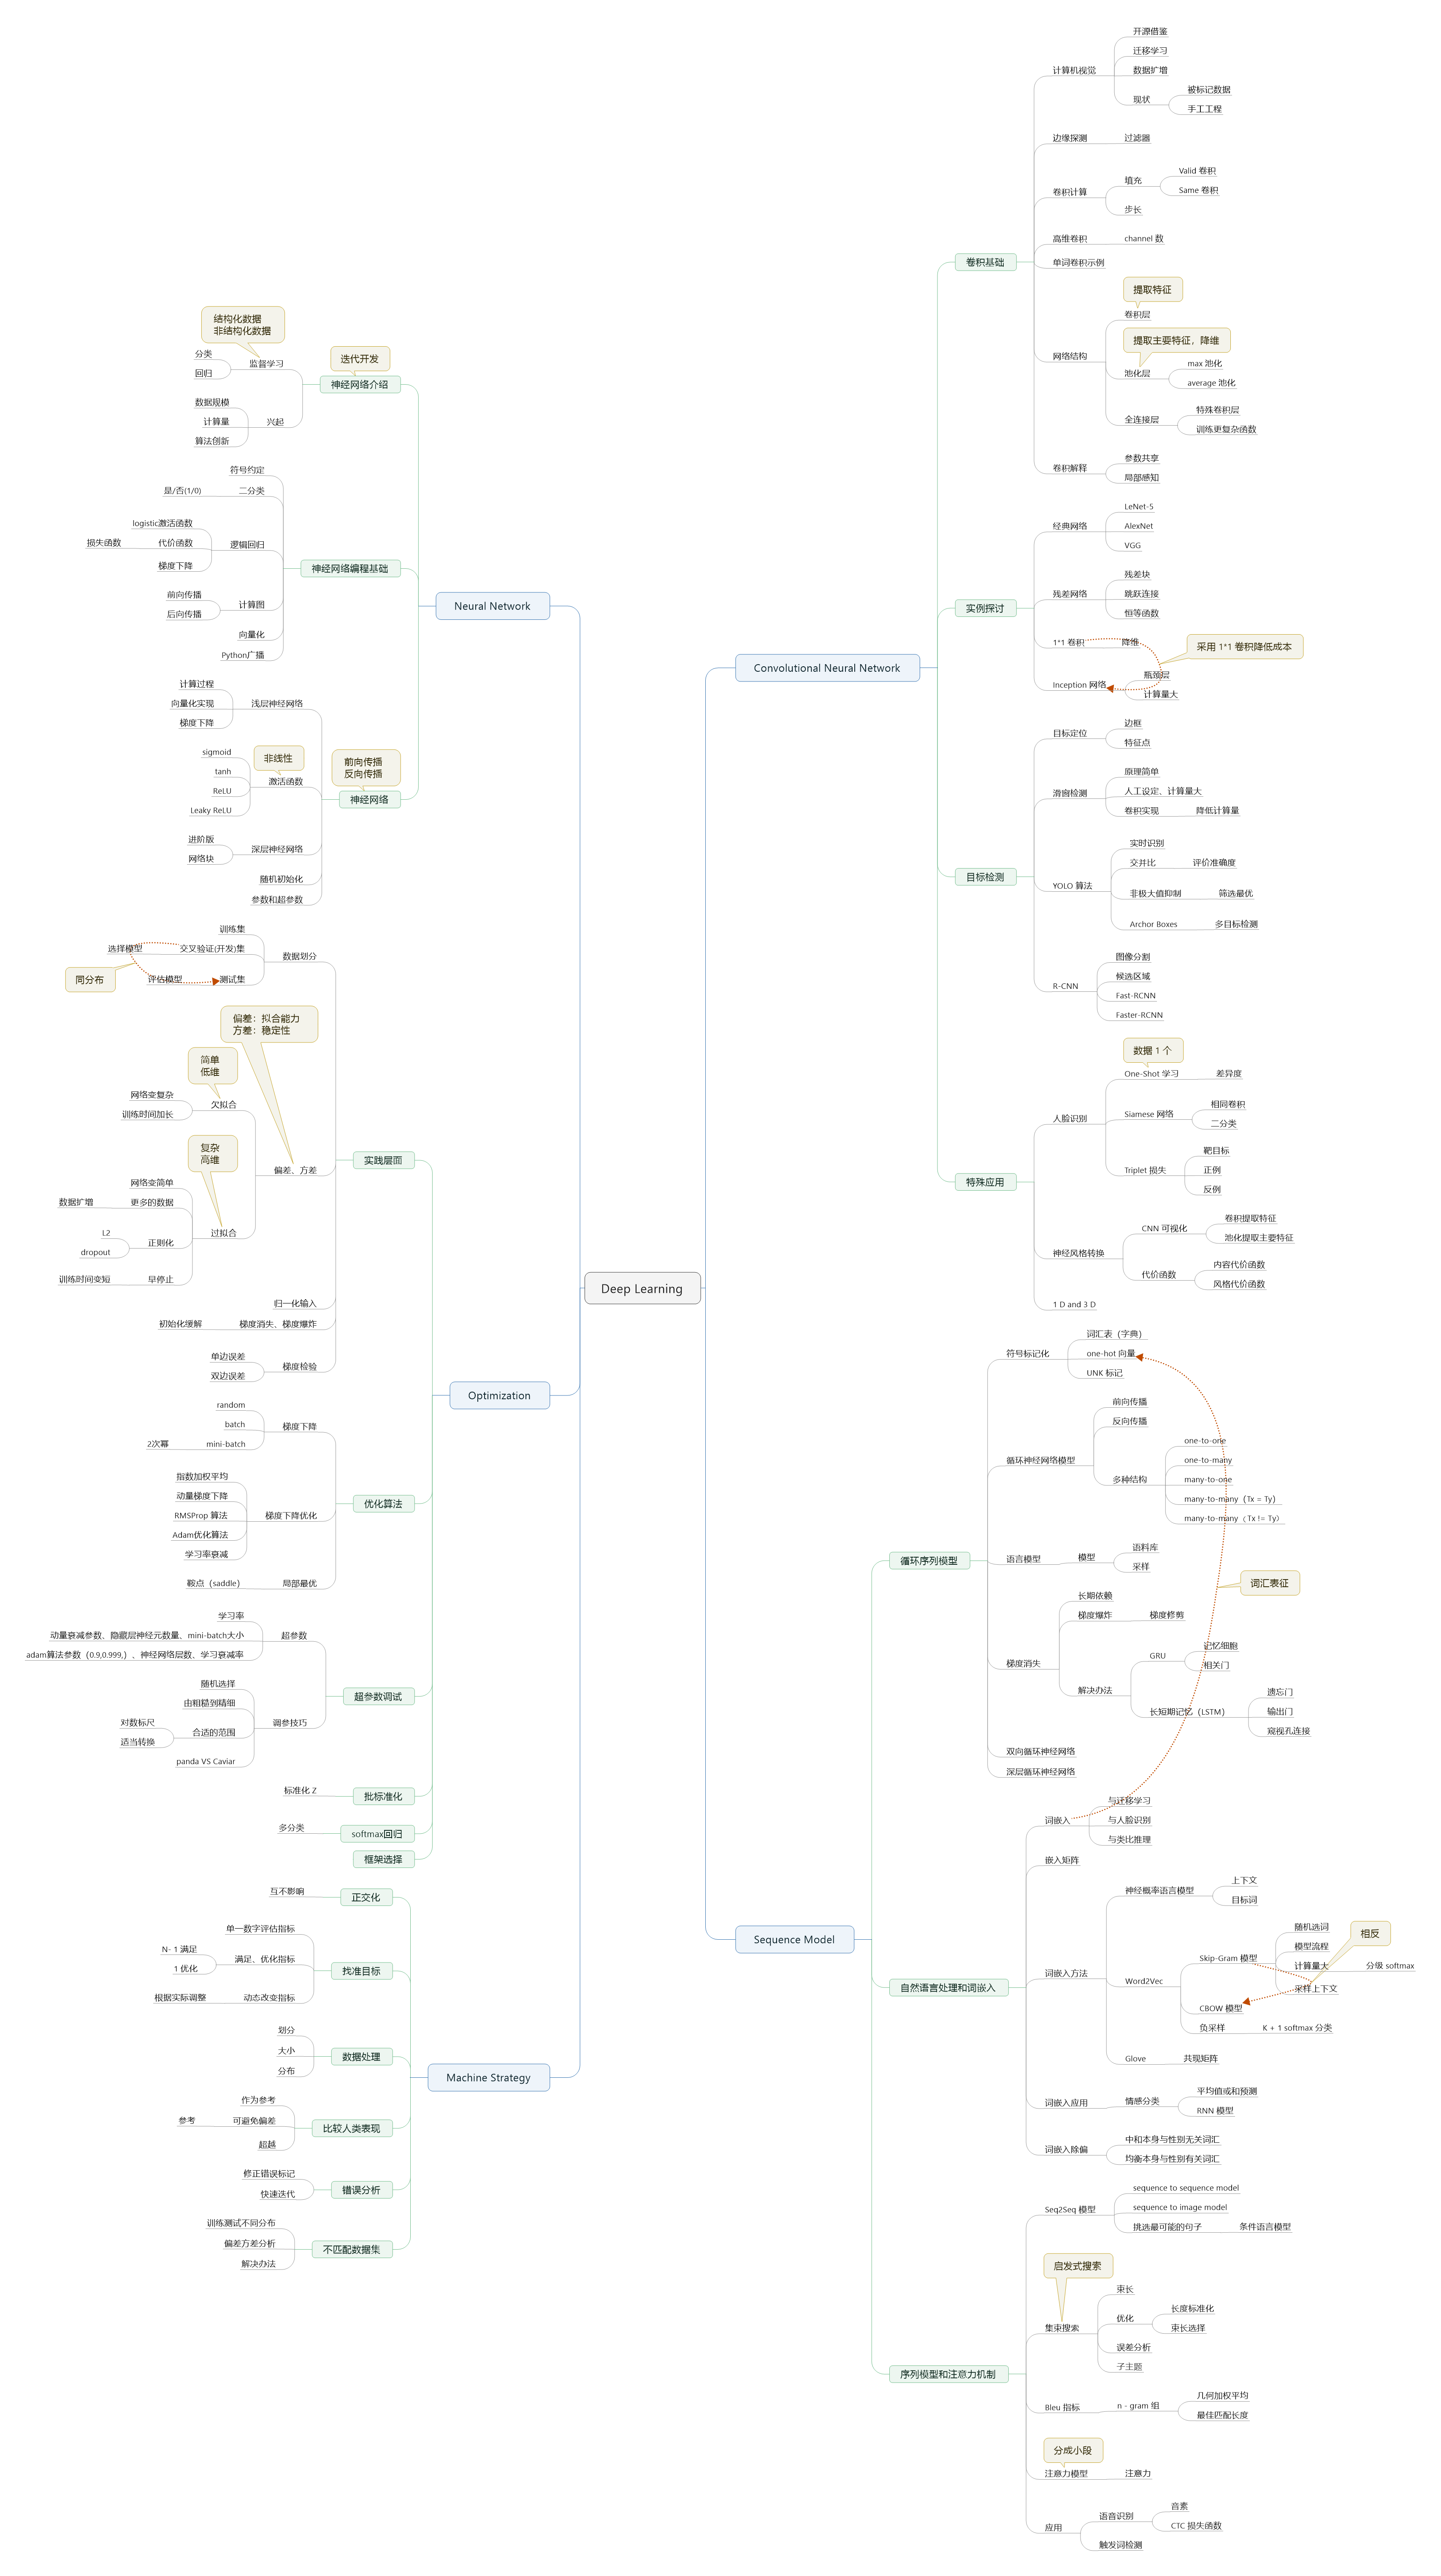 Deep Learning
Neural Network
迭代开发
神经网络介绍
结构化数据
非结构化数据
监督学习
分类
回归
兴起
数据规模
计算量
算法创新
神经网络编程基础
符号约定
二分类
是/否(1/0)
逻辑回归
logistic激活函数
代价函数
损失函数
梯度下降
计算图
前向传播
后向传播
向量化
Python广播
前向传播
反向传播
神经网络
浅层神经网络
计算过程
向量化实现
梯度下降
非线性
激活函数
sigmoid
tanh
ReLU
Leaky ReLU
深层神经网络
进阶版
网络块
随机初始化
参数和超参数
Optimization
实践层面
数据划分
训练集
交叉验证(开发)集
选择模型
测试集
评估模型
同分布
偏差：拟合能力
方差：稳定性
偏差、方差
简单
低维
欠拟合
网络变复杂
训练时间加长
复杂
高维
过拟合
网络变简单
更多的数据
数据扩增
正则化
L2
dropout
早停止
训练时间变短
归一化输入
梯度消失、梯度爆炸
初始化缓解
梯度检验
单边误差
双边误差
优化算法
梯度下降
random
batch
mini-batch
2次幂
梯度下降优化
指数加权平均
动量梯度下降
RMSProp 算法
Adam优化算法
学习率衰减
局部最优
鞍点（saddle）
超参数调试
超参数
学习率
动量衰减参数、隐藏层神经元数量、mini-batch大小
adam算法参数（0.9,0.999,）、神经网络层数、学习衰减率
调参技巧
随机选择
由粗糙到精细
合适的范围
对数标尺
适当转换
panda VS Caviar
批标准化
标准化 Z
softmax回归
多分类
框架选择
Machine Strategy
正交化
互不影响
找准目标
单一数字评估指标
满足、优化指标
N- 1 满足
1 优化
动态改变指标
根据实际调整
数据处理
划分
大小
分布
比较人类表现
作为参考
可避免偏差
参考
超越
错误分析
修正错误标记
快速迭代
不匹配数据集
训练测试不同分布
偏差方差分析
解决办法
Convolutional Neural Network
卷积基础
计算机视觉
开源借鉴
迁移学习
数据扩增
现状
被标记数据
手工工程
边缘探测
过滤器
卷积计算
填充
Valid 卷积
Same 卷积
步长
高维卷积
channel 数
单词卷积示例
网络结构
提取特征
卷积层
提取主要特征，降维
池化层
max 池化
average 池化
全连接层
特殊卷积层
训练更复杂函数
卷积解释
参数共享
局部感知
实例探讨
经典网络
LeNet-5
AlexNet
VGG
残差网络
残差块
跳跃连接
恒等函数
1*1 卷积
降维
采用 1*1 卷积降低成本
Inception 网络
瓶颈层
计算量大
目标检测
目标定位
边框
特征点
滑窗检测
原理简单
人工设定、计算量大
卷积实现
降低计算量
YOLO 算法
实时识别
交并比
评价准确度
非极大值抑制
筛选最优
Archor Boxes
多目标检测
R-CNN
图像分割
候选区域
Fast-RCNN
Faster-RCNN
特殊应用
人脸识别
数据 1 个
One-Shot 学习
差异度
Siamese 网络
相同卷积
二分类
Triplet 损失
靶目标
正例
反例
神经风格转换
CNN 可视化
卷积提取特征
池化提取主要特征
代价函数
内容代价函数
风格代价函数
1 D and 3 D
Sequence Model
循环序列模型
符号标记化
词汇表（字典）
one-hot 向量
UNK 标记
循环神经网络模型
前向传播
反向传播
多种结构
one-to-one
one-to-many
many-to-one
many-to-many（Tx = Ty）
many-to-many（Tx != Ty）
语言模型
模型
语料库
采样
词汇表征
梯度消失
长期依赖
梯度爆炸
梯度修剪
解决办法
GRU
记忆细胞
相关门
长短期记忆（LSTM）
遗忘门
输出门
窥视孔连接
双向循环神经网络
深层循环神经网络
自然语言处理和词嵌入
词嵌入
与迁移学习
与人脸识别
与类比推理
嵌入矩阵
词嵌入方法
神经概率语言模型
上下文
目标词
Word2Vec
Skip-Gram 模型
随机选词
模型流程
计算量大
分级 softmax
采样上下文
相反
CBOW 模型
负采样
K + 1 softmax 分类
Glove
共现矩阵
词嵌入应用
情感分类
平均值或和预测
RNN 模型
词嵌入除偏
中和本身与性别无关词汇
均衡本身与性别有关词汇
序列模型和注意力机制
Seq2Seq 模型
sequence to sequence model
sequence to image model
挑选最可能的句子
条件语言模型
启发式搜索
集束搜索
束长
优化
长度标准化
束长选择
误差分析
子主题
Bleu 指标
n - gram 组
几何加权平均
最佳匹配长度
分成小段
注意力模型
注意力
应用
语音识别
音素
CTC 损失函数
触发词检测